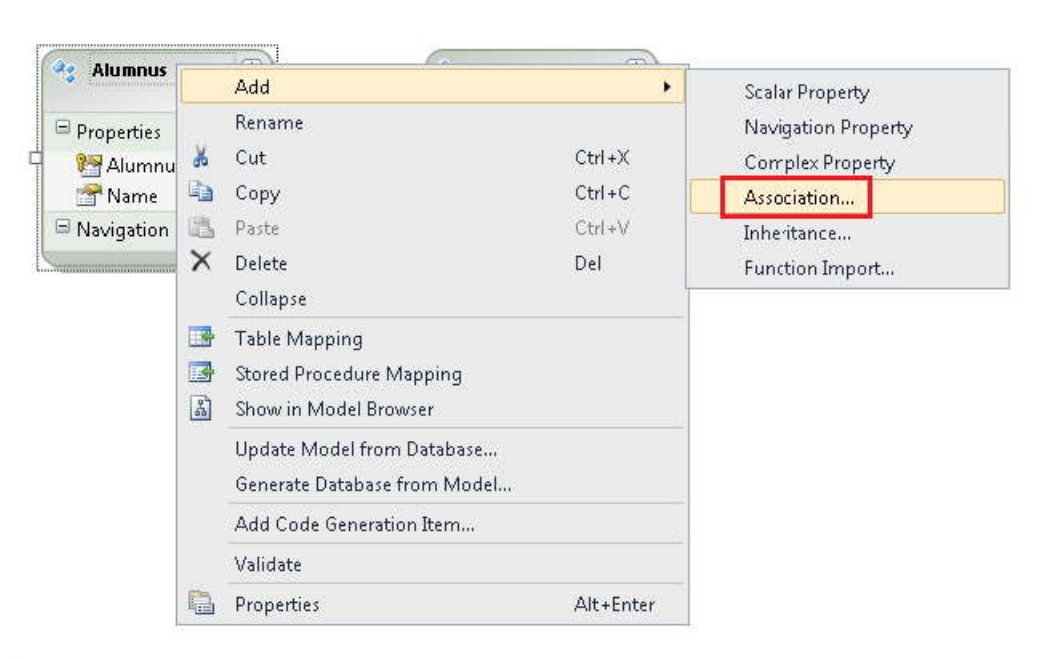 Alumnus
Properties
Alumnu
Name
Navigation
Add
Rename
Cut Ctrl+X
Copy Ctrl+C
Paste Ctrl+V
Delete Del
Collapse
Table Mapping
Stored Procedure Mapping
Show in Model Browser
Update Model from Database...
Generate Database from Model...
Add Code Generation Item...
Validate
Properties Alt+Enter
Scalar Property
Navigation Property
Complex Property
Association...
Inheritance...
Function Import...